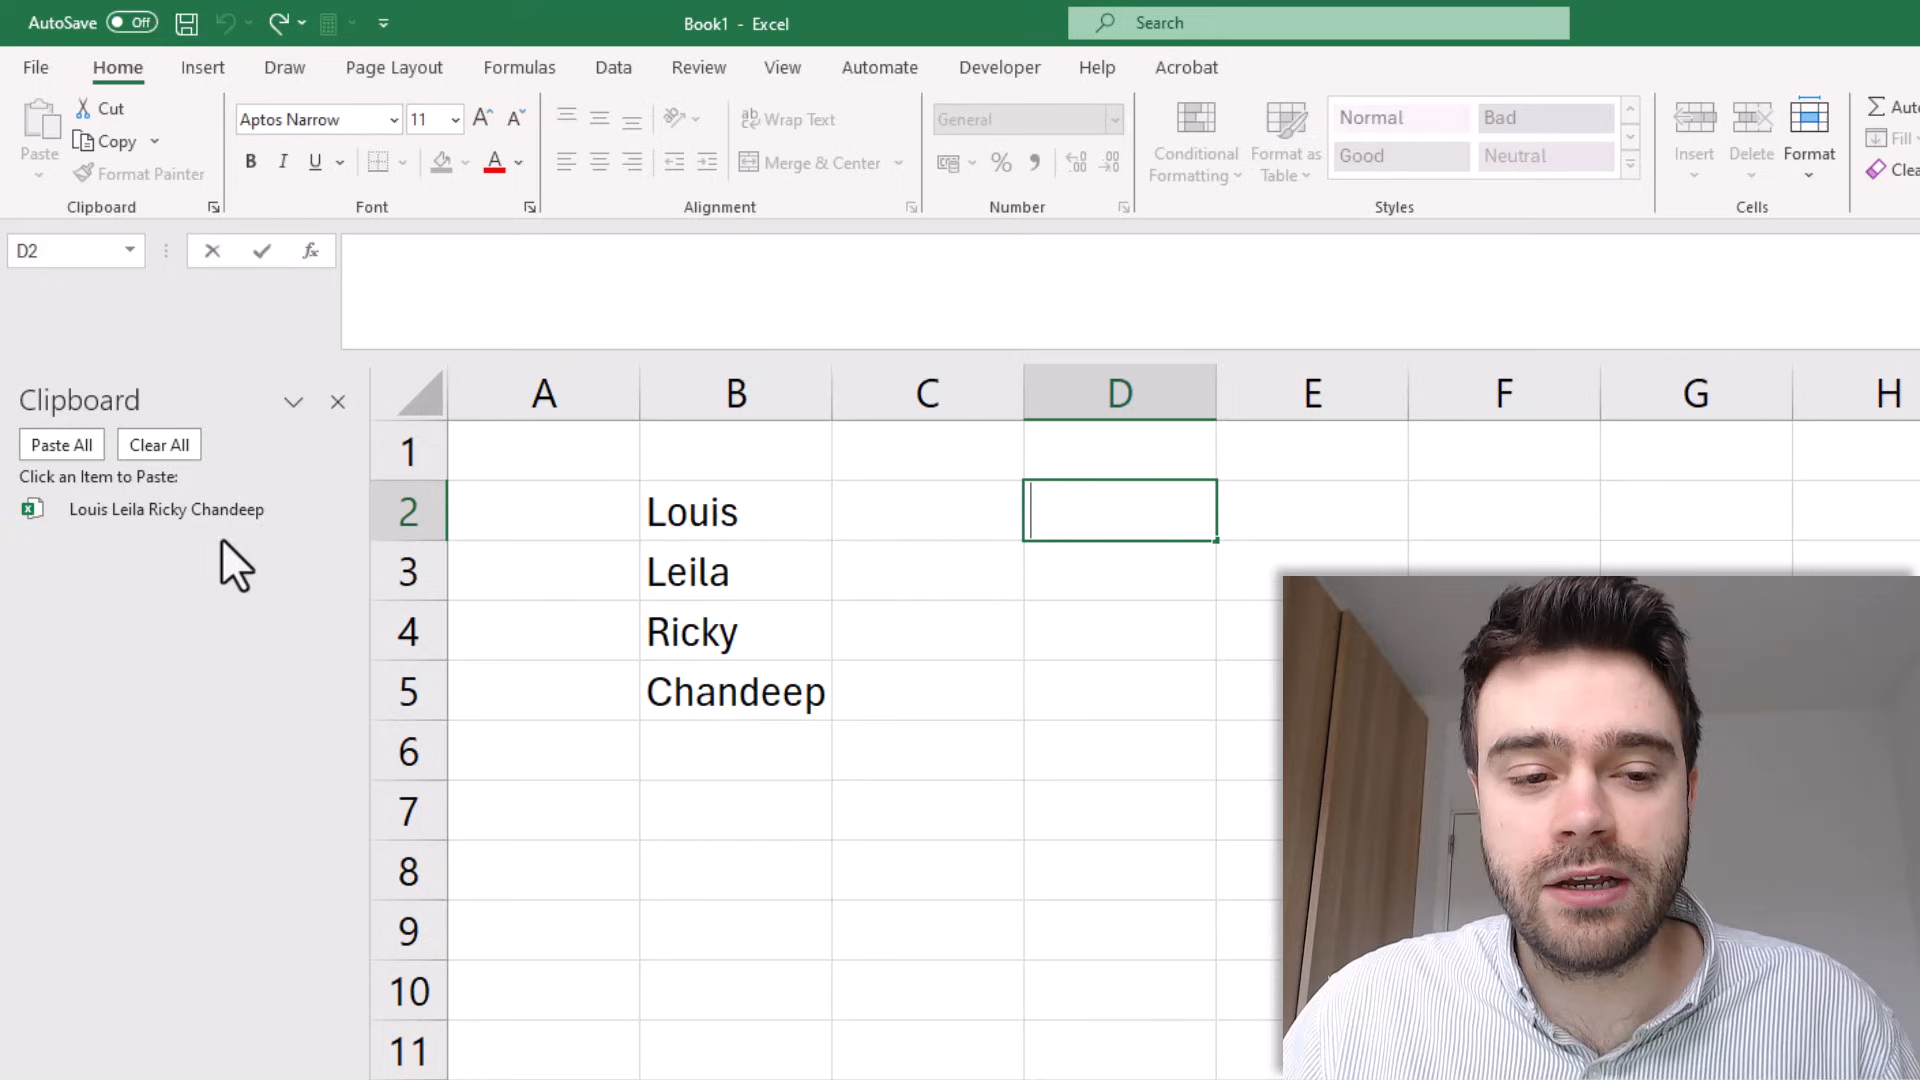 AutoSave Off Book1 - Excel Search
File Home Insert Draw Page Layout Formulas Data Review View Automate Developer Help Acrobat
Paste
Cut
Copy
Format Painter
Clipboard
Aptos Narrow 11
B I U A
Font
ab Wrap Text
Merge & Center
Alignment
General
%
Number
Conditional Formatting
Format as Table
Normal Bad
Good Neutral
Styles
Insert Delete Format
Cells
Fill
D2 fx
Clipboard
Paste All Clear All
Click an Item to Paste:
Louis Leila Ricky Chandeep
A B C D E F G H
1
2 Louis
3 Leila
4 Ricky
5 Chandeep
6
7
8
9
10
11